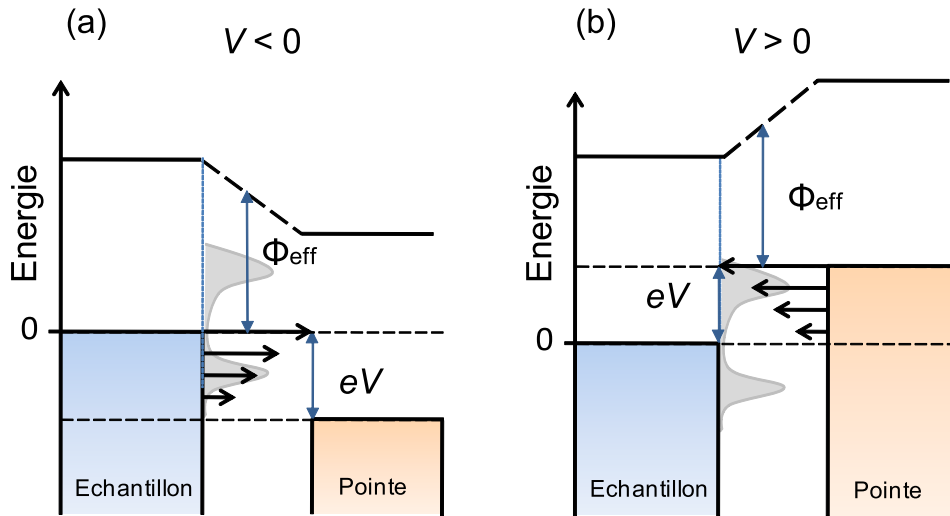 (a)
V < 0
Energie
Φeff
0
eV
Echantillon
Pointe
(b)
V > 0
Energie
Φeff
eV
0
Echantillon
Pointe